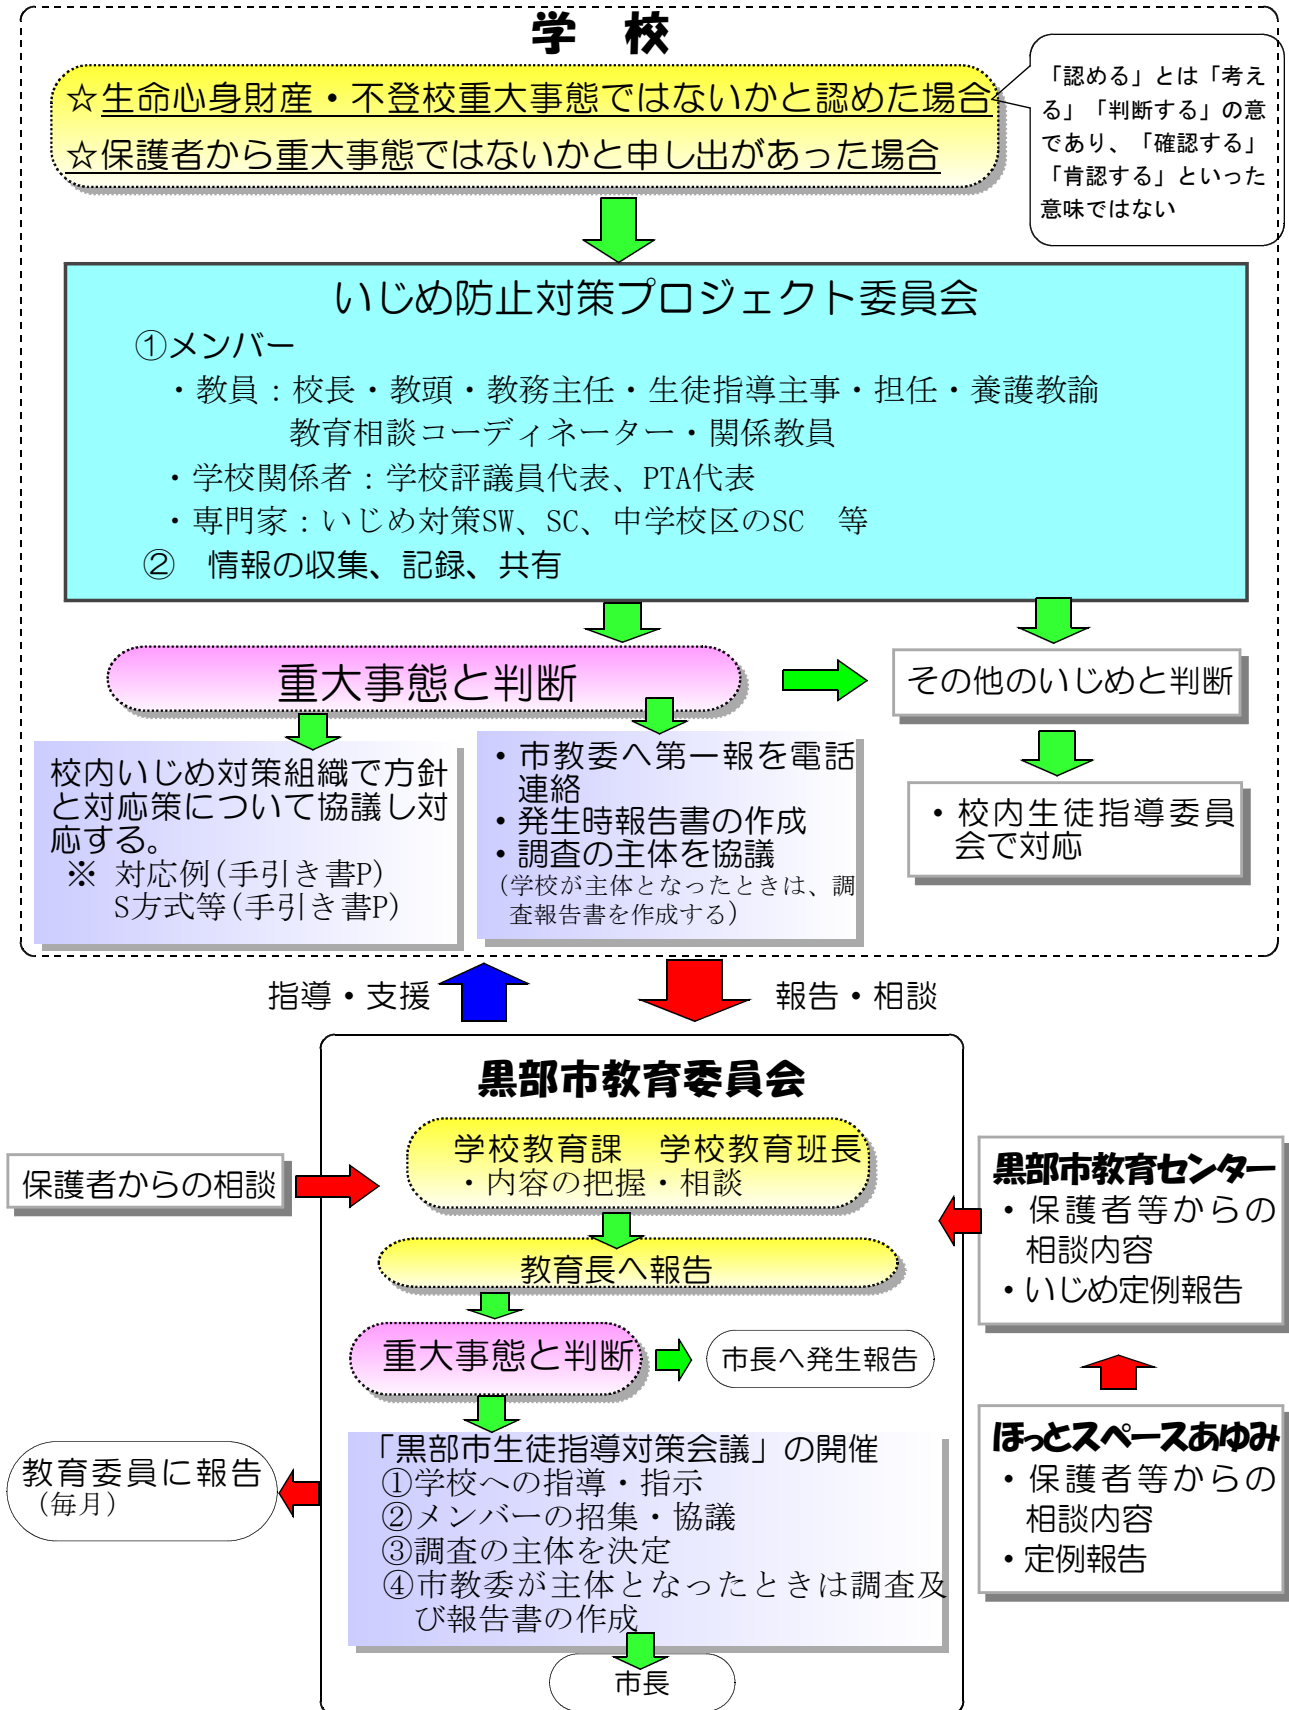 学　校
☆生命心身財産・不登校重大事態ではないかと認めた場合
☆保護者から重大事態ではないかと申し出があった場合
「認める」とは「考え
る」「判断する」の意
であり、「確認する」
「肯認する」といった
意味ではない
いじめ防止対策プロジェクト委員会
①メンバー
・教員：校長・教頭・教務主任・生徒指導主事・担任・養護教諭
教育相談コーディネーター・関係教員
・学校関係者：学校評議員代表、PTA代表
・専門家：いじめ対策SW、SC、中学校区のSC　等
②　情報の収集、記録、共有
重大事態と判断
その他のいじめと判断
校内いじめ対策組織で方針
と対応策について協議し対
応する。
※ 対応例(手引き書P)
S方式等(手引き書P)
・市教委へ第一報を電話
連絡
・発生時報告書の作成
・調査の主体を協議
(学校が主体となったときは、調
査報告書を作成する)
・校内生徒指導委員
会で対応
指導・支援
報告・相談
黒部市教育委員会
学校教育課　学校教育班長
・内容の把握・相談
保護者からの相談
教育長へ報告
重大事態と判断
市長へ発生報告
「黒部市生徒指導対策会議」の開催
①学校への指導・指示
②メンバーの招集・協議
③調査の主体を決定
④市教委が主体となったときは調査及
び報告書の作成
市長
教育委員に報告
(毎月)
黒部市教育センター
・保護者等からの
相談内容
・いじめ定例報告
ほっとスペースあゆみ
・保護者等からの
相談内容
・定例報告